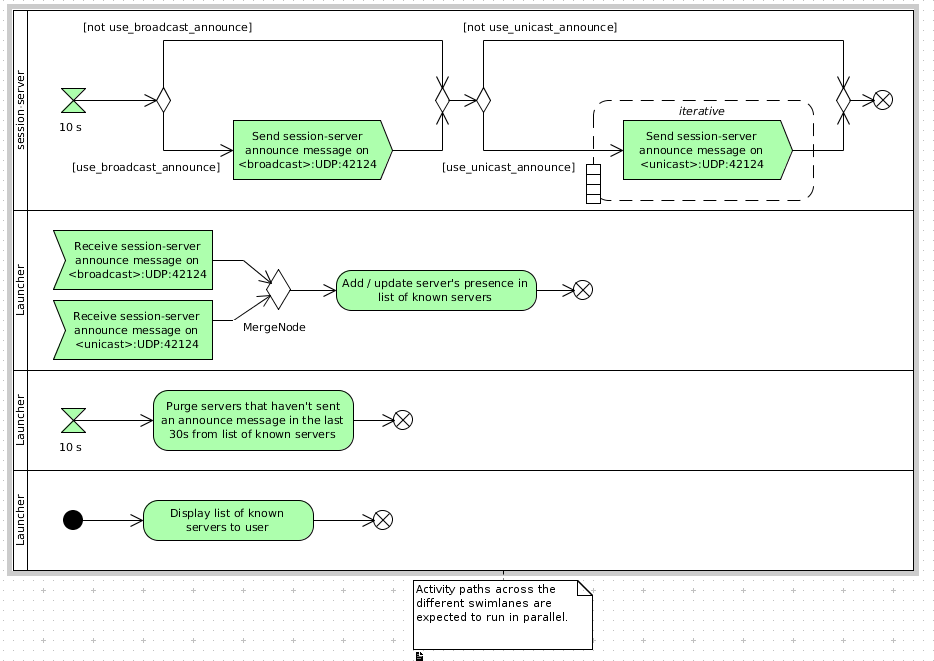 session-server
[not use_broadcast_announce]
[not use_unicast_announce]
10 s
[use_broadcast_announce]
Send session-server
announce message on
<broadcast>:UDP:42124
[use_unicast_announce]
iterative
Send session-server
announce message on
<unicast>:UDP:42124
Launcher
Receive session-server
announce message on
<broadcast>:UDP:42124
Receive session-server
announce message on
<unicast>:UDP:42124
MergeNode
Add / update server's presence in
list of known servers
Launcher
10 s
Purge servers that haven't sent
an announce message in the last
30s from list of known servers
Launcher
Display list of known
servers to user
Activity paths across the
different swimlanes are
expected to run in parallel.